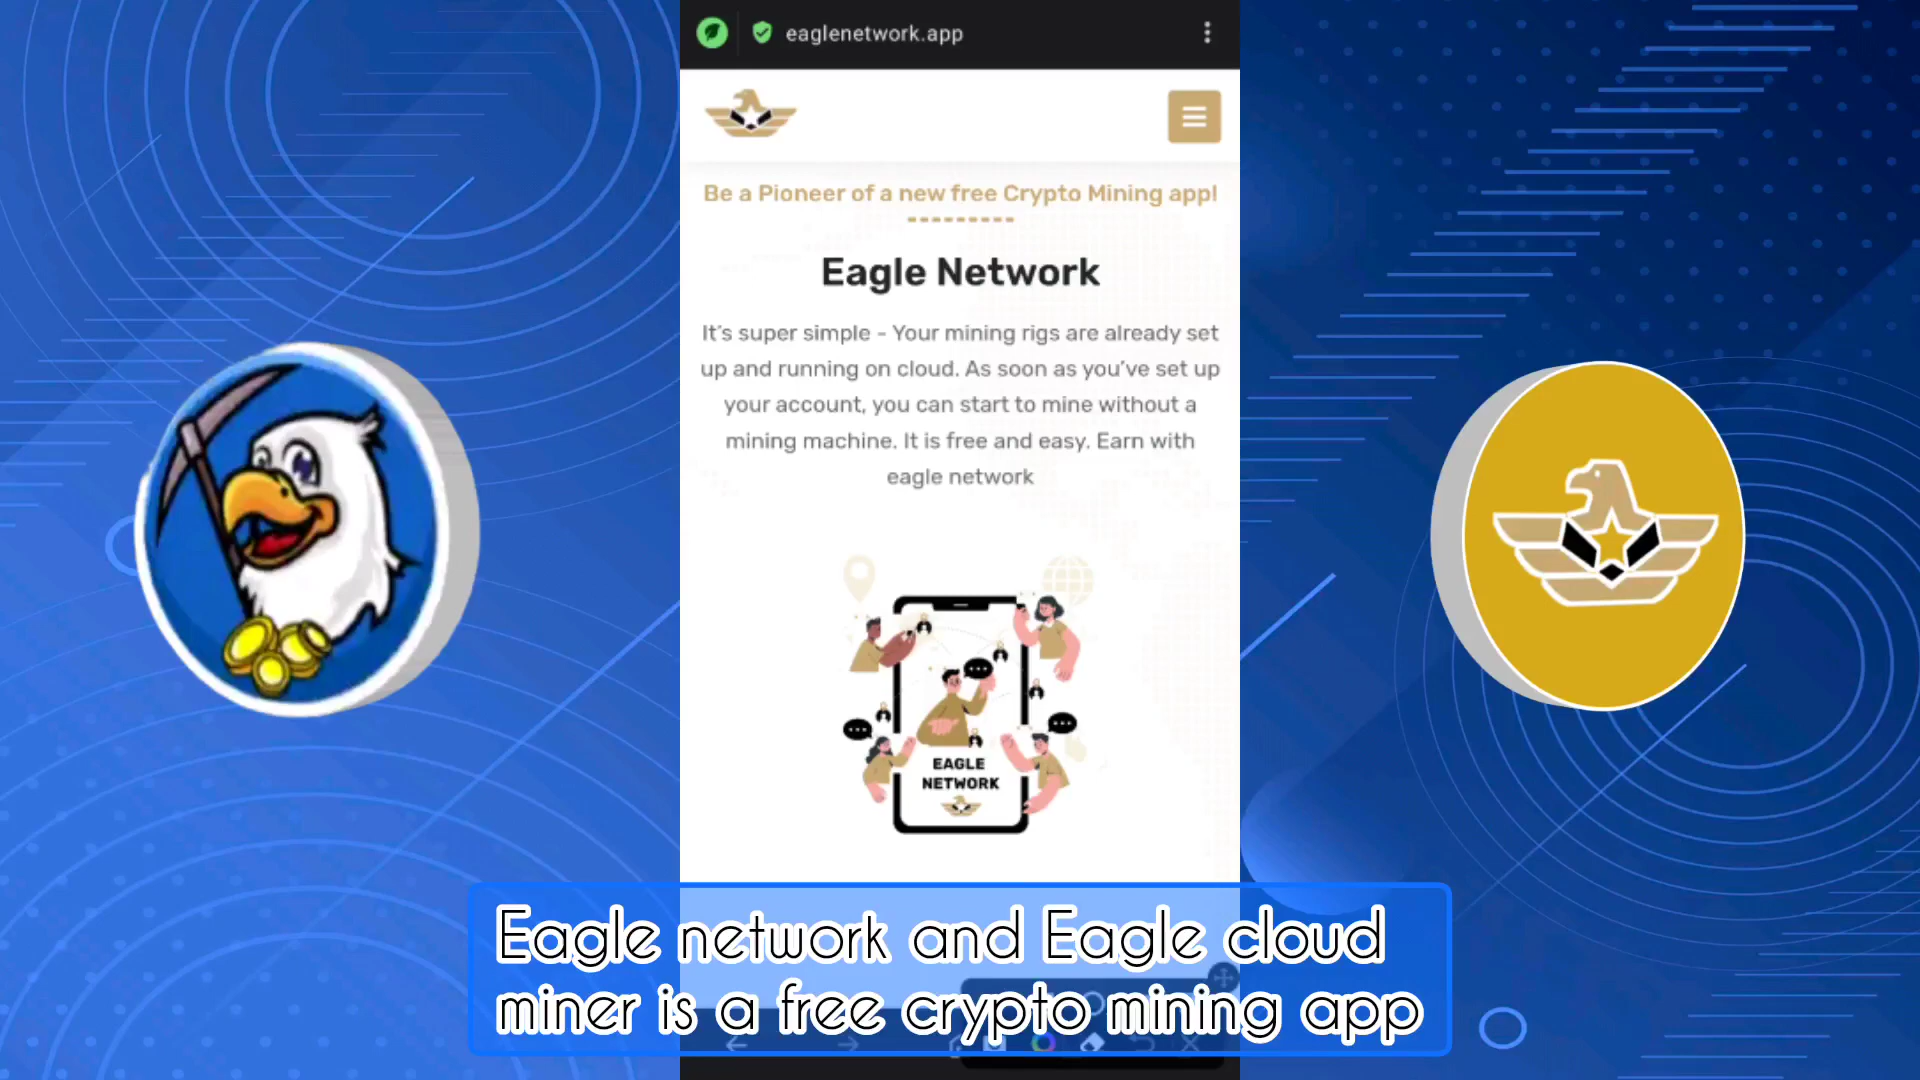 eaglenetwork.app
Be a Pioneer of a new free Crypto Mining app!
Eagle Network
It's super simple - Your mining rigs are already set
up and running on cloud. As soon as you've set up
your account, you can start to mine without a
mining machine. It is free and easy. Earn with
eagle network
EAGLE
NETWORK
Eagle network and Eagle cloud
miner is a free crypto mining app